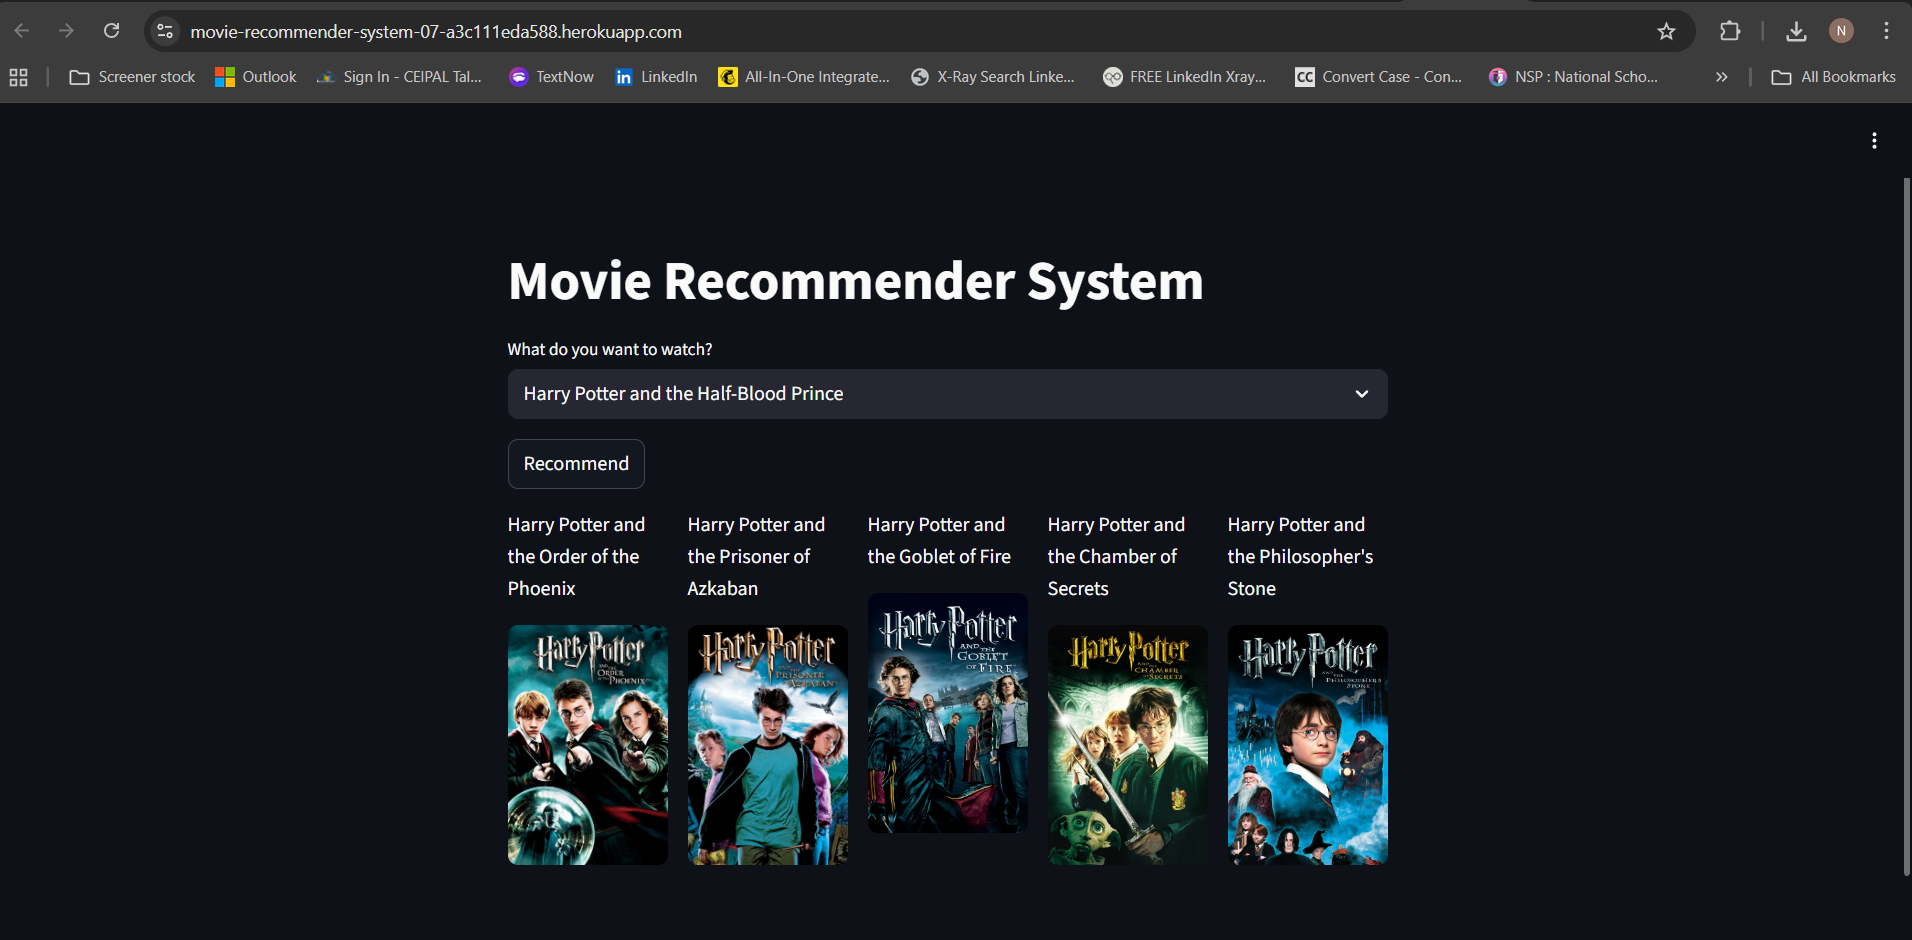 movie-recommender-system-07-a3c111eda588.herokuapp.com
N
Screener stock
Outlook
Sign In - CEIPAL Tal...
TextNow
in
LinkedIn
All-In-One Integrate...
X-Ray Search Linke...
FREE LinkedIn Xray...
CC
Convert Case - Con...
NSP : National Scho...
All Bookmarks
Movie Recommender System
What do you want to watch?
Harry Potter and the Half-Blood Prince
Recommend
Harry Potter and
the Order of the
Phoenix
Harry Potter and
the Prisoner of
Azkaban
Harry Potter and
the Goblet of Fire
Harry Potter and
the Chamber of
Secrets
Harry Potter and
the Philosopher's
Stone
Harry Potter
AND THE
ORDER
OF THE PHOENIX
Harry Potter
AND THE
PRISONER OF
AZKABAN
Harry Potter
AND THE
GOBLET
OF FIRE
Harry Potter
AND THE
CHAMBER
OF SECRETS
Harry Potter
AND THE PHILOSOPHER'S
STONE